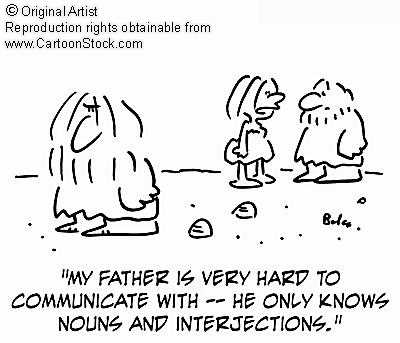 © Original Artist
Reproduction rights obtainable from
www.CartoonStock.com
"MY FATHER IS VERY HARD TO
COMMUNICATE WITH -- HE ONLY KNOWS
NOUNS AND INTERJECTIONS."